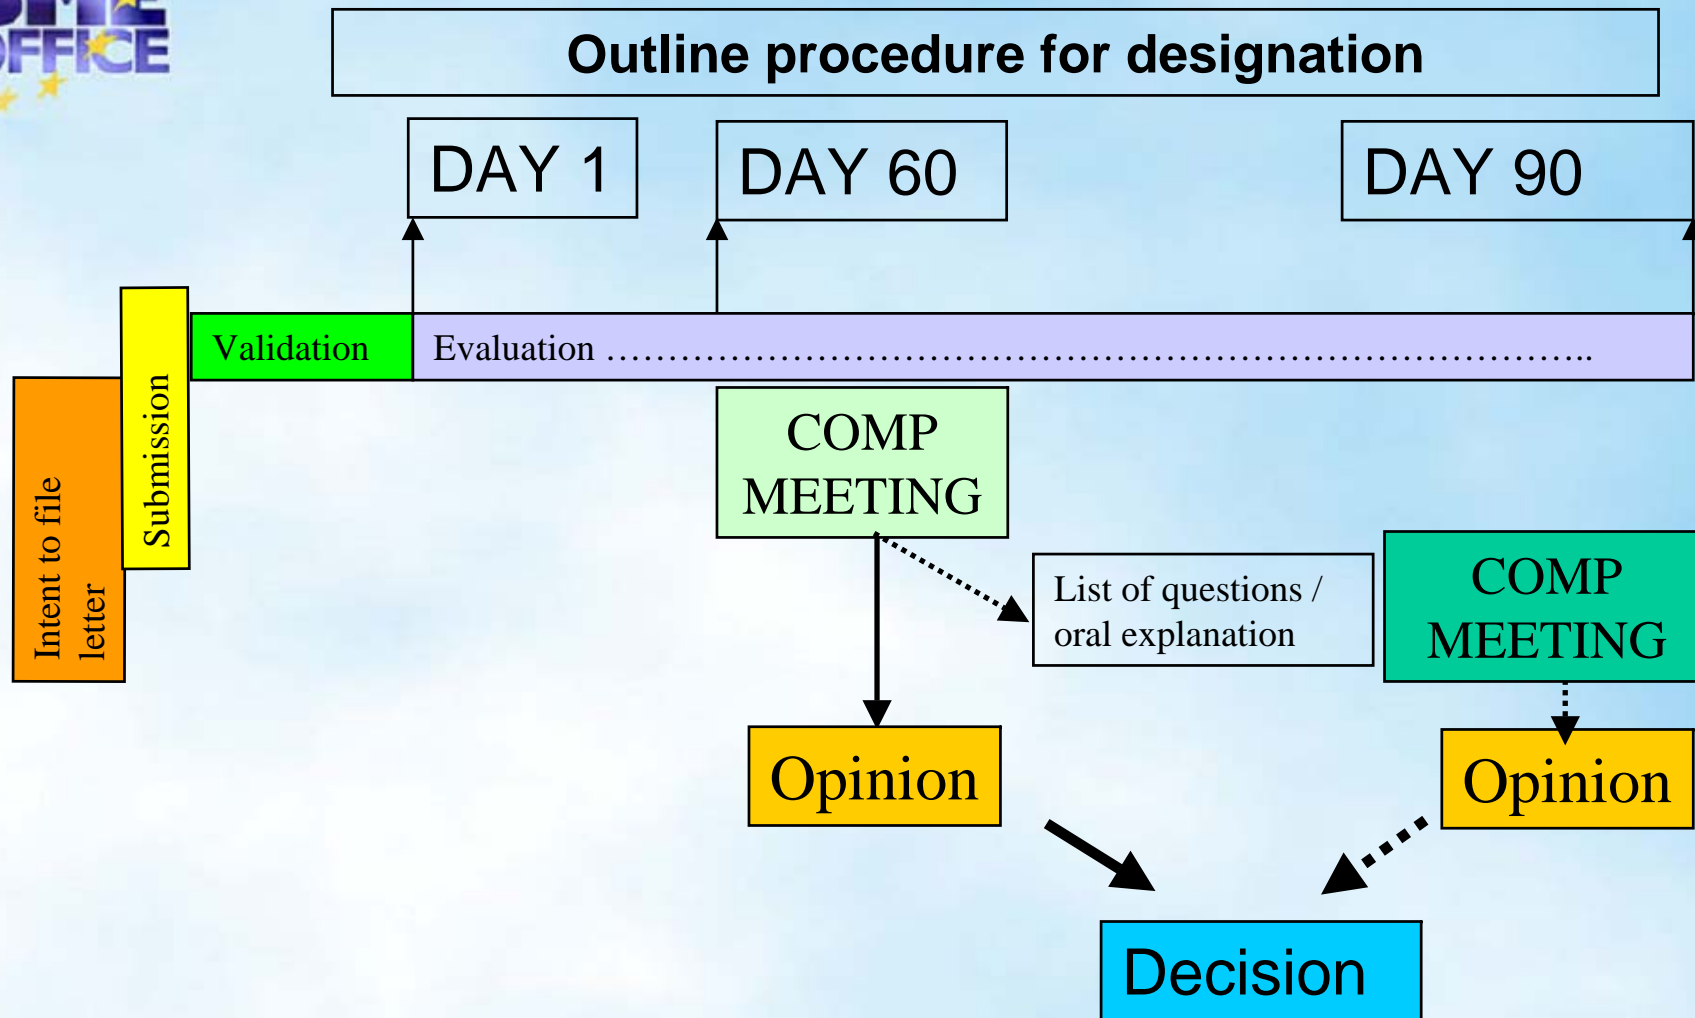 OFFICE
Outline procedure for designation
DAY 1
DAY 60
DAY 90
Validation
Evaluation ……………………………………………………………………..
Submission
Intent to file
letter
COMP
MEETING
List of questions /
oral explanation
COMP
MEETING
Opinion
Opinion
Decision